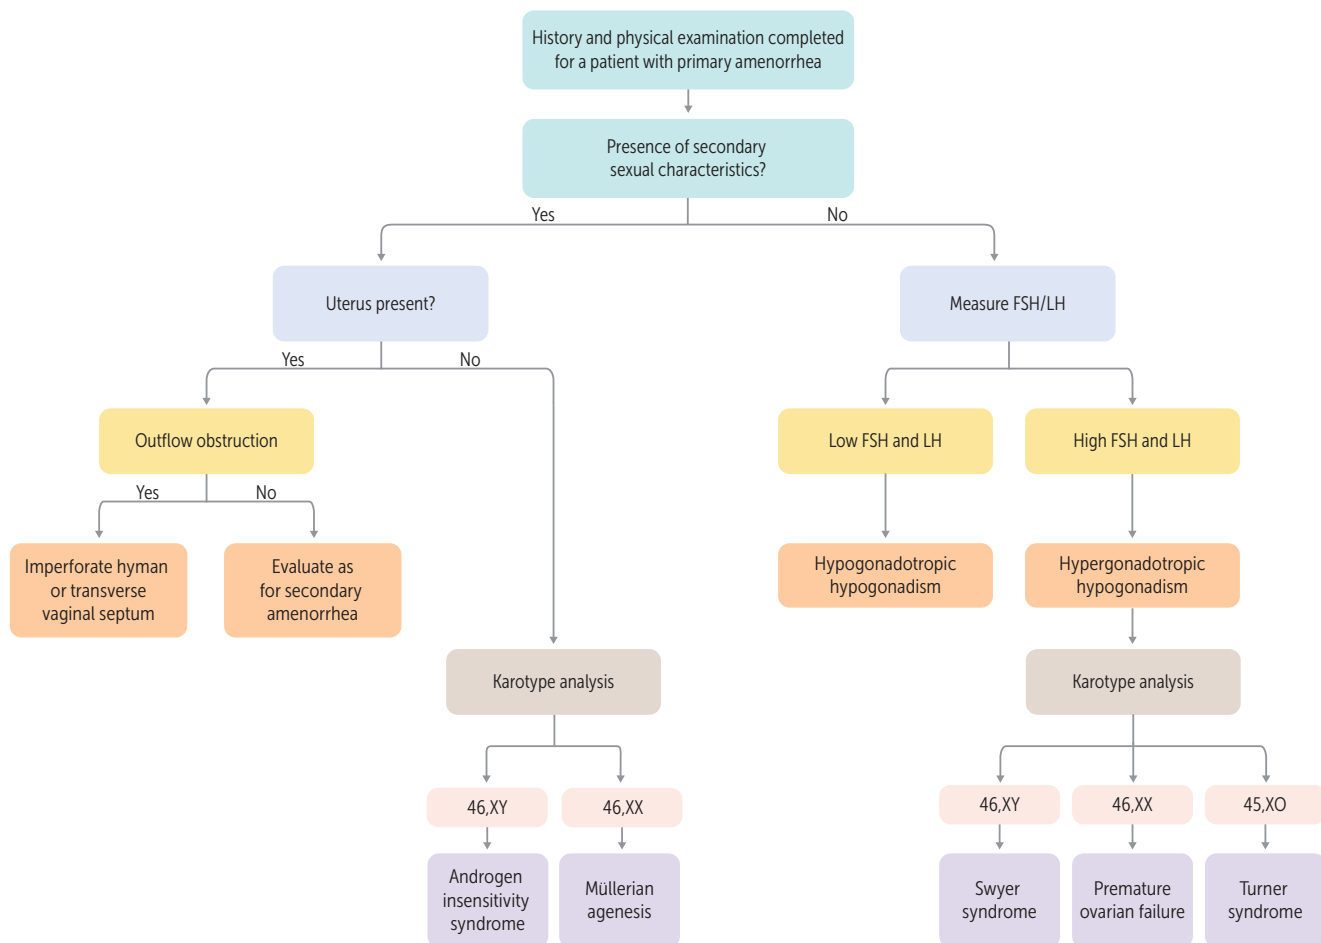 History and physical examination completed
for a patient with primary amenorrhea
Presence of secondary
sexual characteristics?
Yes
No
Uterus present?
Measure FSH/LH
Yes
No
Outflow obstruction
Low FSH and LH
High FSH and LH
Yes
No
Imperforate hyman
or transverse
vaginal septum
Evaluate as
for secondary
amenorrhea
Hypogonadotropic
hypogonadism
Hypergonadotropic
hypogonadism
Karotype analysis
Karotype analysis
46,XY
46,XX
46,XY
46,XX
45,XO
Androgen
insensitivity
syndrome
Müllerian
agenesis
Swyer
syndrome
Premature
ovarian failure
Turner
syndrome